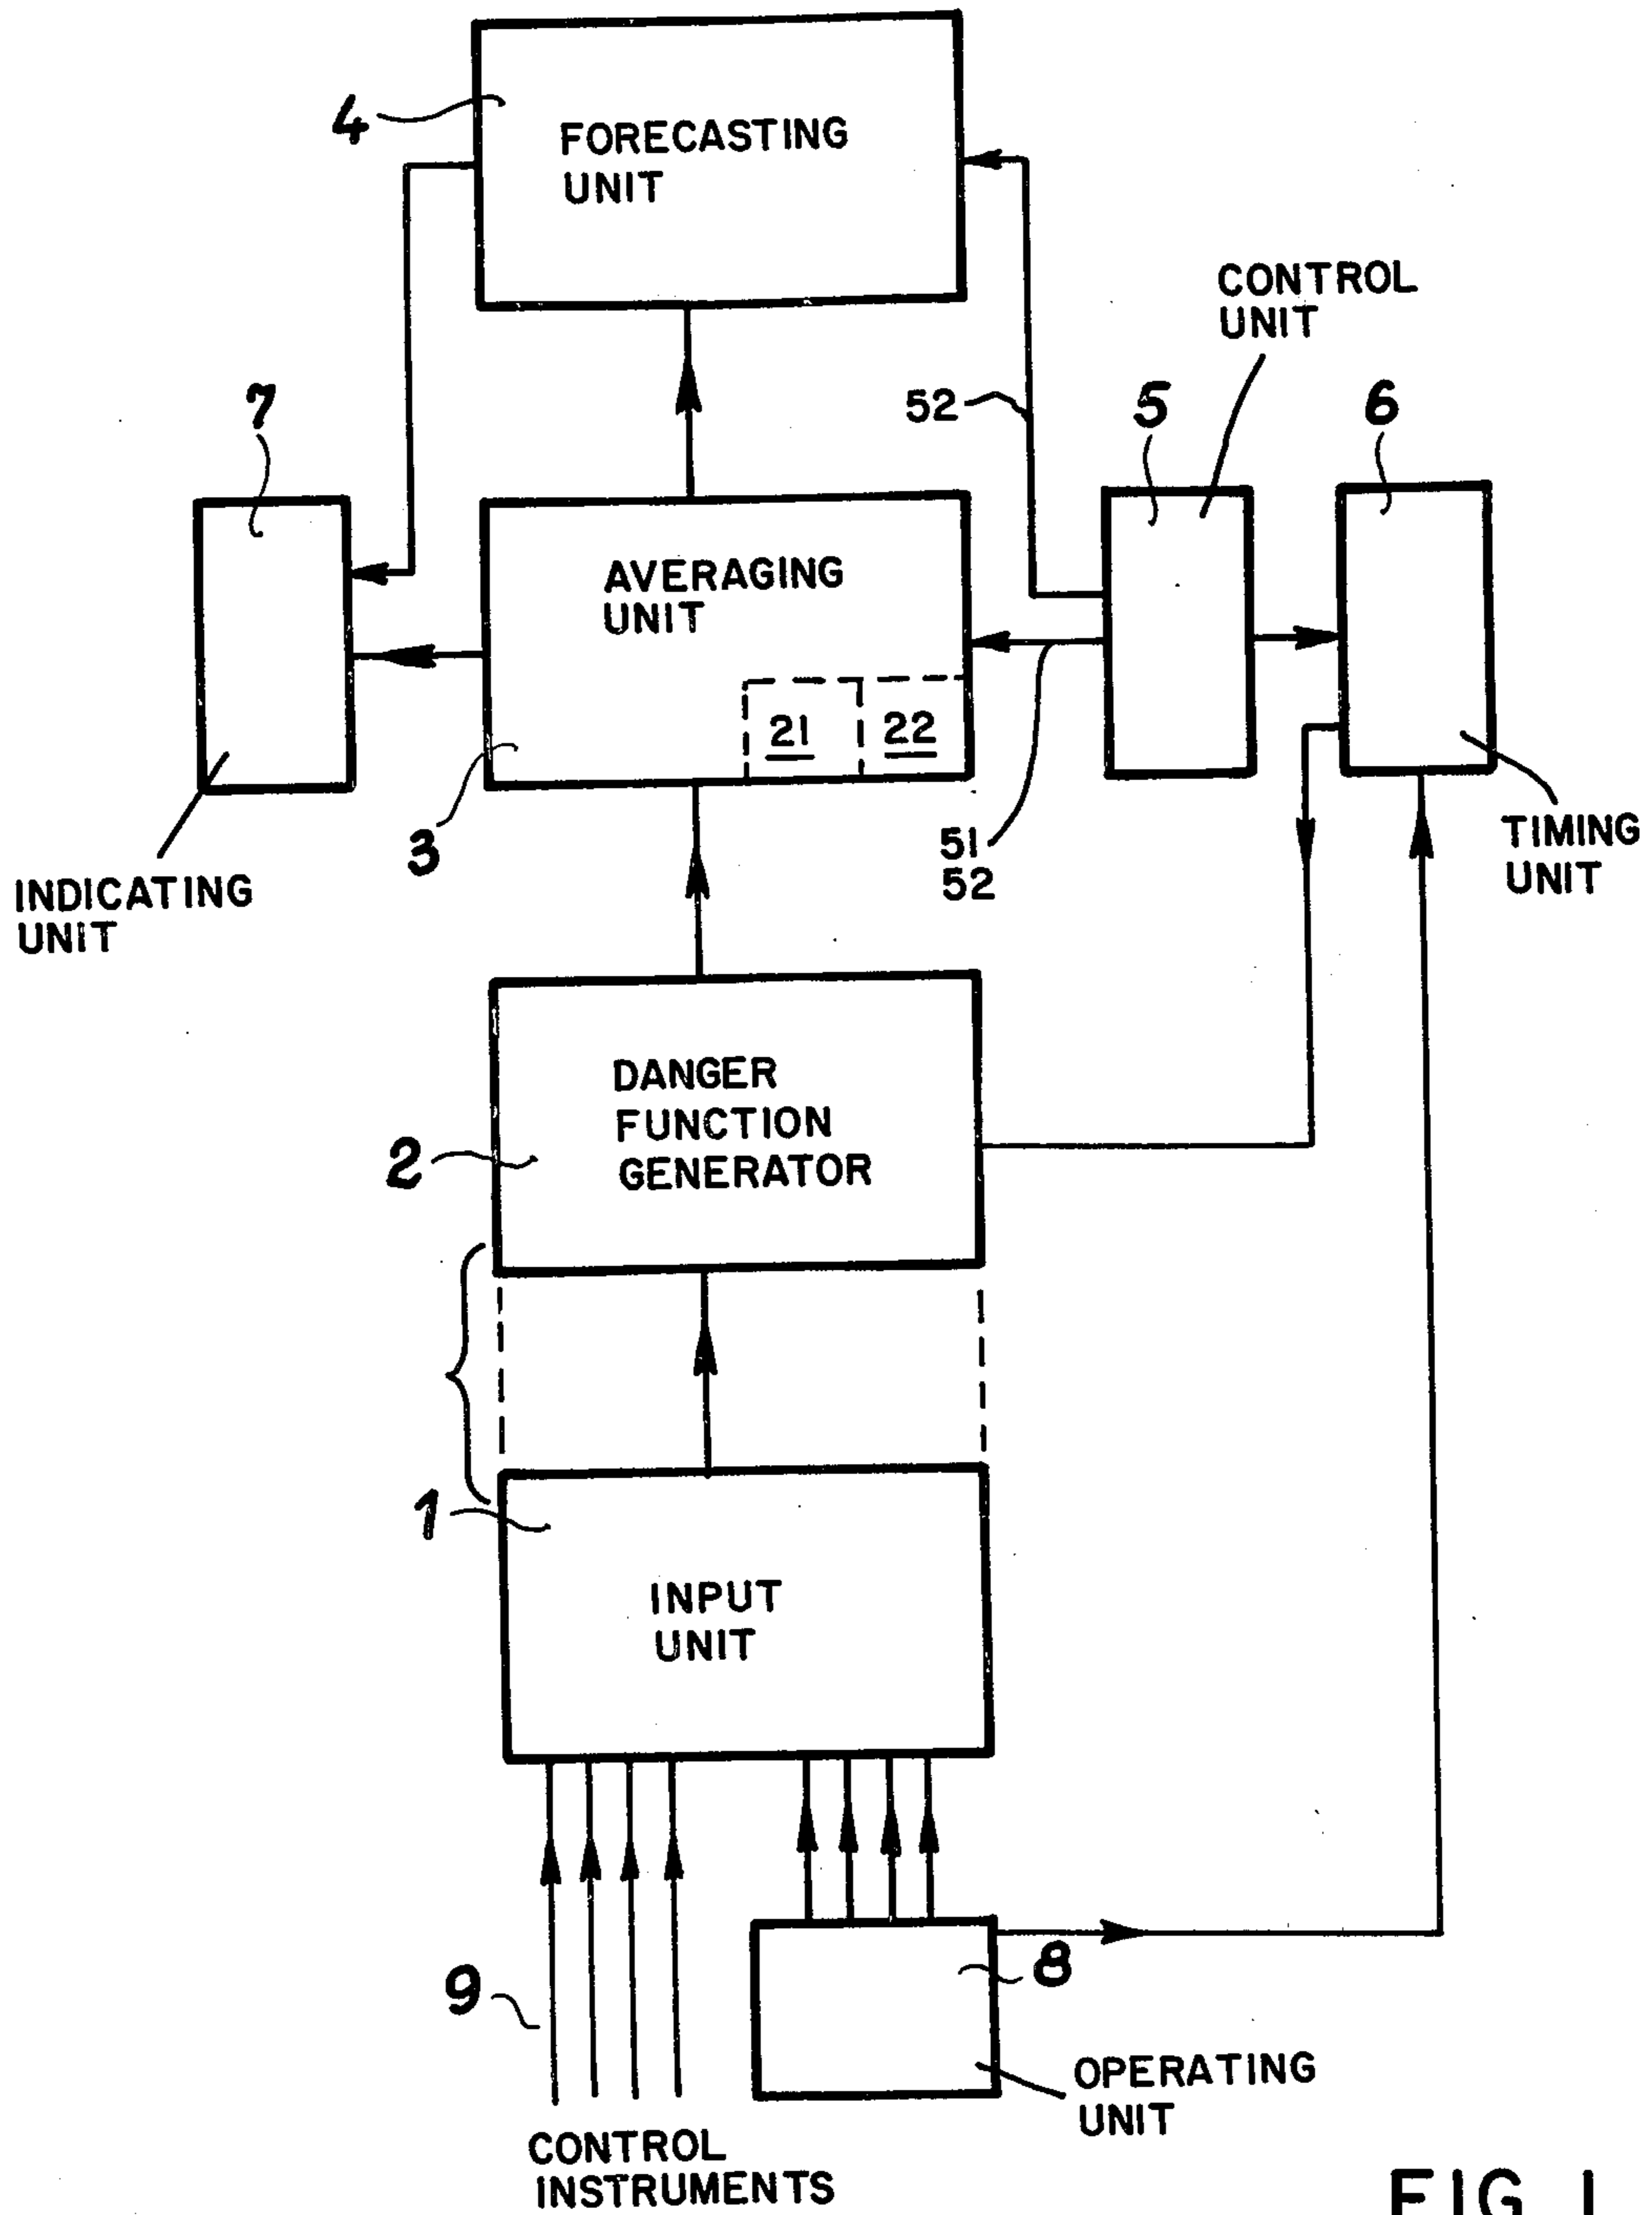 4
FORECASTING
UNIT
CONTROL
UNIT
7
52
5
6
AVERAGING
UNIT
21
22
3
51
52
TIMING
UNIT
INDICATING
UNIT
DANGER
FUNCTION
GENERATOR
2
1
INPUT
UNIT
9
8
OPERATING
UNIT
CONTROL
INSTRUMENTS
FIG. 1